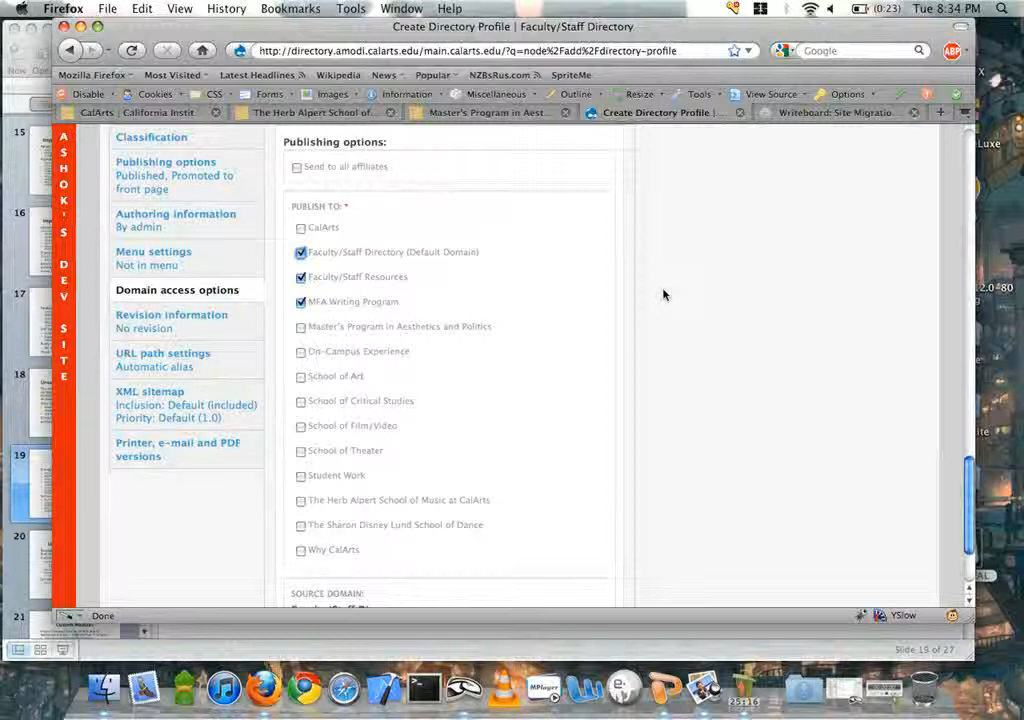 Firefox File Edit View History Bookmarks Tools Window Help (0:23) Tue 8:34 PM
Create Directory Profile | Faculty/Staff Directory
http://directory.amodi.calarts.edu/main.calarts.edu/?q=node%2Fadd%2Fdirectory-profile Google ABP
Mozilla Firefox Most Visited Latest Headlines Wikipedia News Popular NZBsRus.com SpriteMe
Disable Cookies CSS Forms Images Information Miscellaneous Outline Resize Tools View Source Options
CalArts | California Instit The Herb Alpert School of... Master's Program in Aest... Create Directory Profile |... Writeboard: Site Migratio...
ASHOK'S DEV SITE
Classification
Publishing options
Published, Promoted to
front page
Authoring information
By admin
Menu settings
Not in menu
Domain access options
Revision information
No revision
URL path settings
Automatic alias
XML sitemap
Inclusion: Default (included)
Priority: Default (1.0)
Printer, e-mail and PDF
versions
Publishing options:
Send to all affiliates
PUBLISH TO: *
CalArts
Faculty/Staff Directory (Default Domain)
Faculty/Staff Resources
MFA Writing Program
Master's Program in Aesthetics and Politics
On-Campus Experience
School of Art
School of Critical Studies
School of Film/Video
School of Theater
Student Work
The Herb Alpert School of Music at CalArts
The Sharon Disney Lund School of Dance
Why CalArts
SOURCE DOMAIN:
Done YSlow
15
16
17
18
19
20
21
Slide 19 of 27
MPlayer
25:16